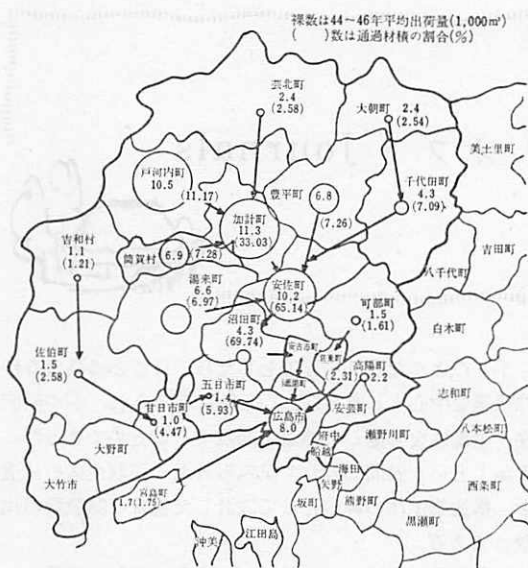 裸数は44～46年平均出荷量(1,000㎥)
( )数は通過材積の割合(%)
芸北町
2.4
(2.58)
大朝町
2.4
(2.54)
美土里町
戸河内町
10.5
(11.17)
豊平町
6.8
(7.26)
千代田町
4.3
(7.09)
加計町
11.3
(33.03)
吉田町
吉和村
1.1
(1.21)
筒賀村
6.9
(7.28)
八千代町
湯来町
6.6
(6.97)
安佐町
10.2
(65.14)
可部町
1.5
(1.61)
白木町
沼田町
4.3
(69.74)
安古市町
佐伯町
1.5
(2.58)
高陽町
2.2
(2.31)
志和町
五日市町
1.4
(5.93)
祇園町
安芸町
廿日市町
1.0
(4.47)
広島市
8.0
府中
瀬野川町
八本松町
大野町
船越
海田
大竹市
宮島町
1.7(1.75)
矢野
坂町
熊野町
西条町
黒瀬町
沖美
江田島